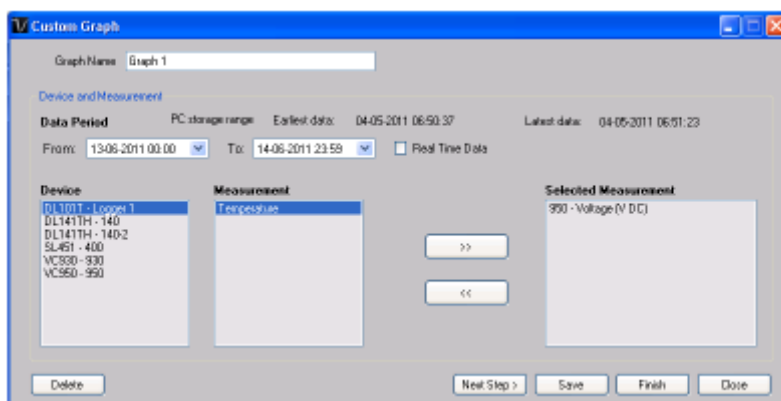 Custom Graph
Graph Name Graph 1
Device and Measurement
Data Period PC storage range Earliest data: 04-05-2011 06:50:37 Latest data: 04-05-2011 06:51:23
From: 13-06-2011 00:00 To: 14-06-2011 23:59 Real Time Data
Device Measurement Selected Measurement
DL101T - Logger 1 Temperature 950 - Voltage (V DC)
DL141TH - 140
DL141TH - 140-2
SL451 - 400
VC930 - 930
VC950 - 950
>>
<<
Delete Next Step > Save Finish Close